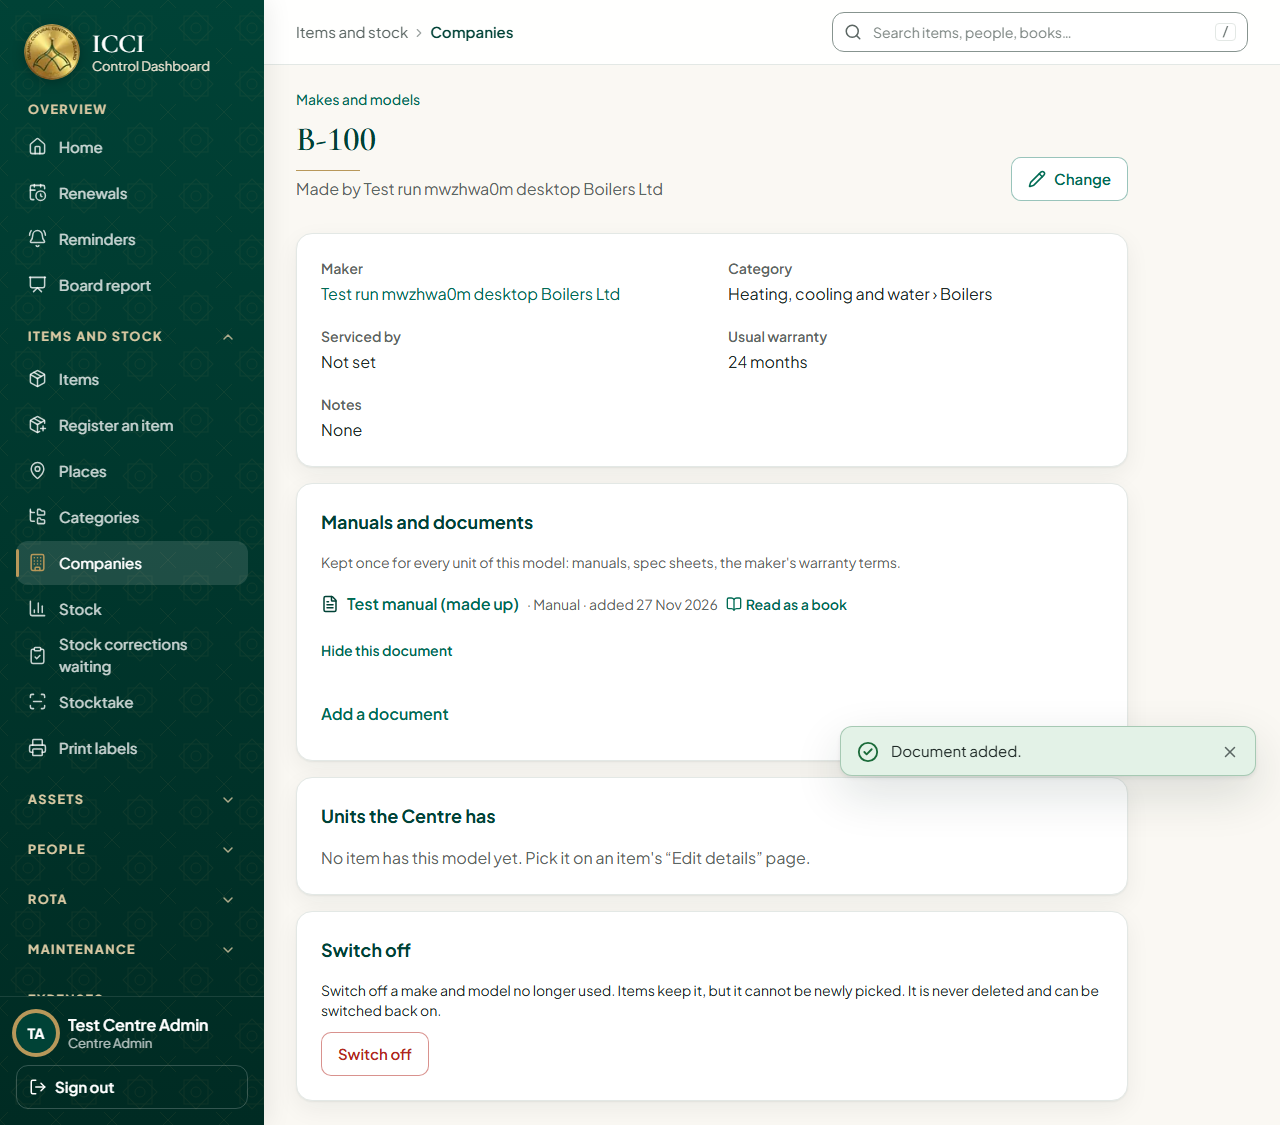 ICCI
Control Dashboard
OVERVIEW
Home
Renewals
Reminders
Board report
ITEMS AND STOCK
Items
Register an item
Places
Categories
Companies
Stock
Stock corrections
waiting
Stocktake
Print labels
ASSETS
PEOPLE
ROTA
MAINTENANCE
TA
Test Centre Admin
Centre Admin
Sign out
Items and stock › Companies
Search items, people, books… /
Makes and models
B-100
Made by Test run mwzhwa0m desktop Boilers Ltd
Change
Maker
Test run mwzhwa0m desktop Boilers Ltd
Category
Heating, cooling and water › Boilers
Serviced by
Not set
Usual warranty
24 months
Notes
None
Manuals and documents
Kept once for every unit of this model: manuals, spec sheets, the maker's warranty terms.
Test manual (made up) · Manual · added 27 Nov 2026 Read as a book
Hide this document
Add a document
Document added.
Units the Centre has
No item has this model yet. Pick it on an item's “Edit details” page.
Switch off
Switch off a make and model no longer used. Items keep it, but it cannot be newly picked. It is never deleted and can be
switched back on.
Switch off